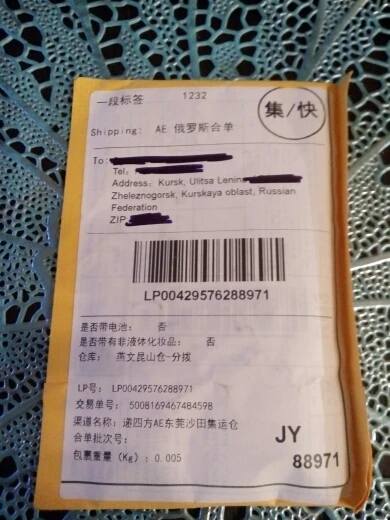 一段标签 1232
集/快
Shipping: AE 俄罗斯合单
To:
Tel:
Address: Kursk, Ulitsa Lenin
Zheleznogorsk, Kurskaya oblast, Russian
Federation
ZIP
LP00429576288971
是否带电池: 否
是否带有非液体化妆品: 否
仓库: 燕文昆山仓-分拨
LP号: LP00429576288971
交易单号: 5008169467484598
渠道名称: 递四方AE东莞沙田集运仓
合单批次号:
包裹重量 (Kg): 0.005
JY
88971